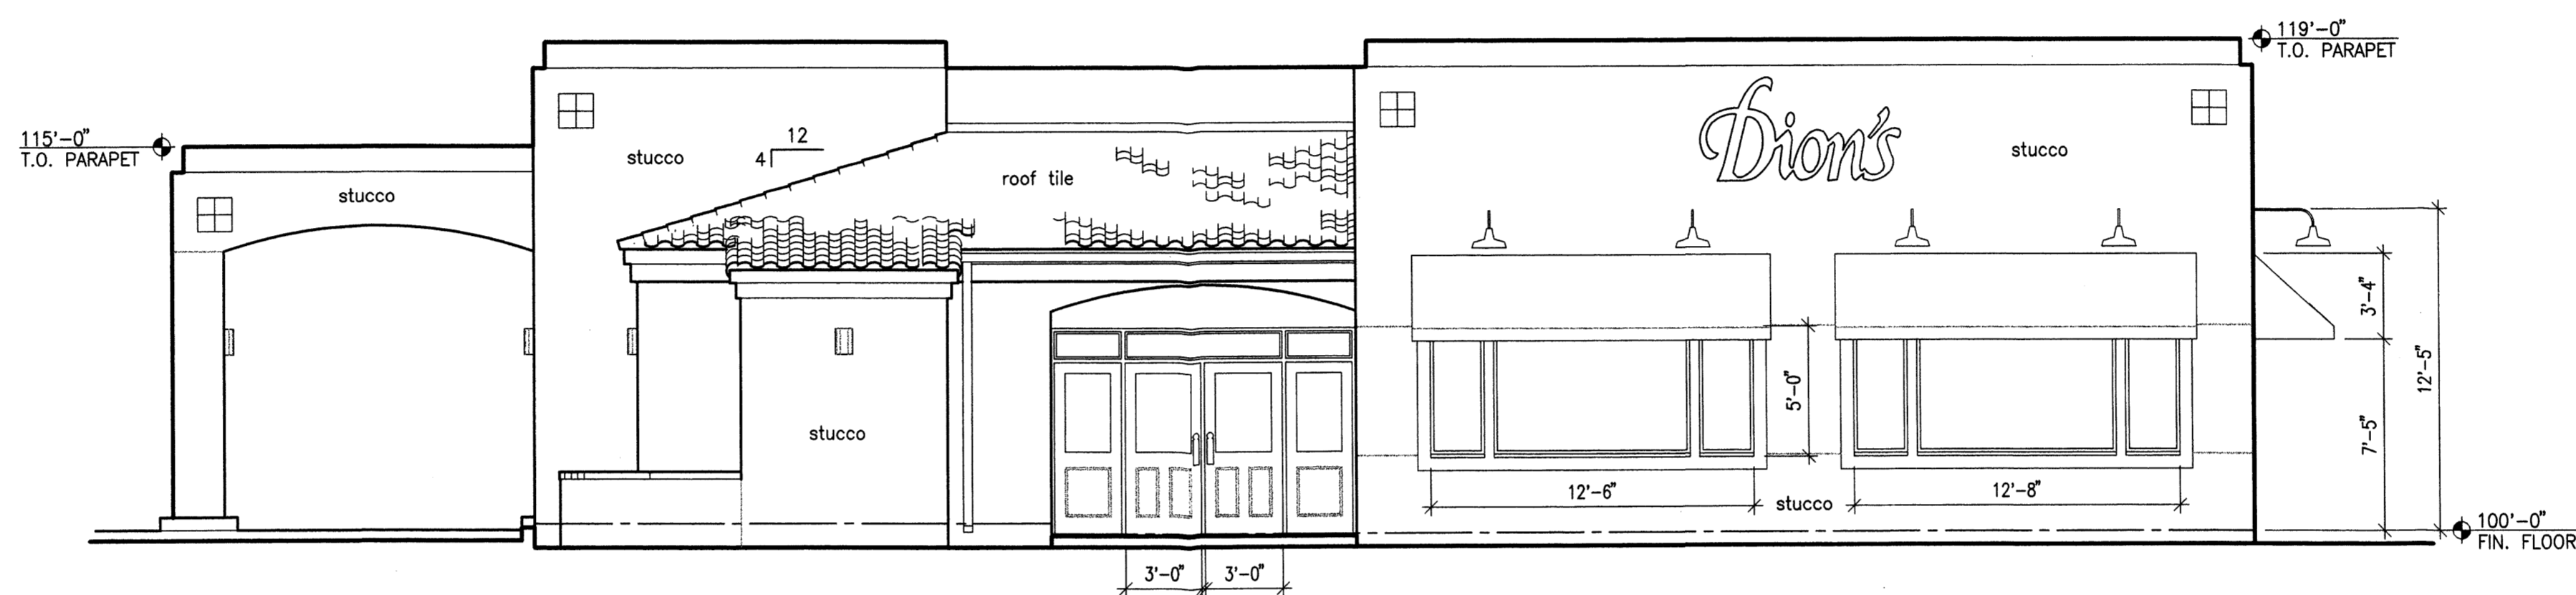 119'-0"
T.O. PARAPET
115'-0"
T.O. PARAPET
12
4
stucco
stucco
roof tile
Dion's
stucco
3'-4"
12'-5"
5'-0"
7'-5"
stucco
12'-6"
stucco
12'-8"
100'-0"
FIN. FLOOR
3'-0"
3'-0"